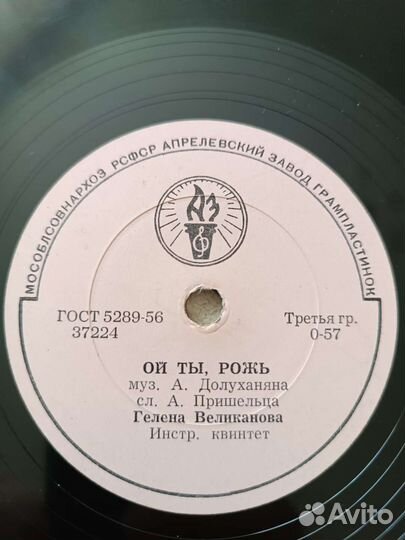 МОСОБЛСОВНАРХОЗ РСФСР АПРЕЛЕВСКИЙ ЗАВОД ГРАМПЛАСТИНОК
АЗ
ГОСТ 5289-56
37224
Третья гр.
0-57
ОЙ ТЫ, РОЖЬ
муз. А. Долуханяна
сл. А. Пришельца
Гелена Великанова
Инстр. квинтет
Avito